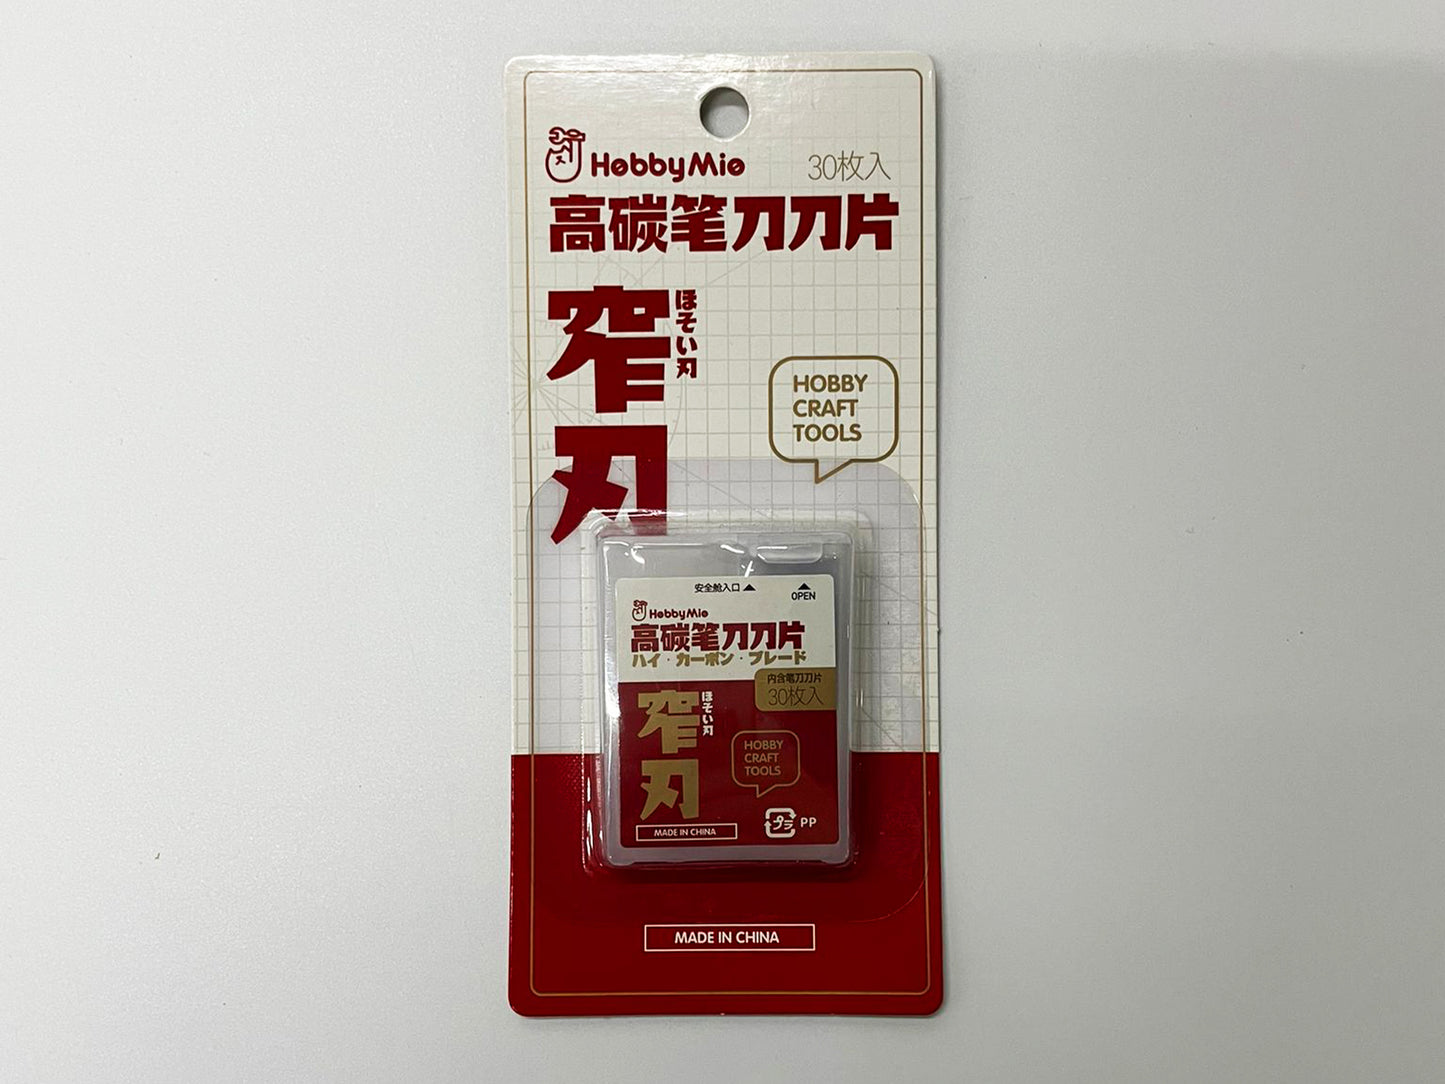 HobbyMio
30枚入
高碳笔刀刀片
窄刃
ほそい刃
HOBBY
CRAFT
TOOLS
安全舱入口
OPEN
HobbyMio
高碳笔刀刀片
ハイ・カーボン・ブレード
内含笔刀刀片
30枚入
窄刃
ほそい刃
HOBBY
CRAFT
TOOLS
MADE IN CHINA
プラ
PP
MADE IN CHINA